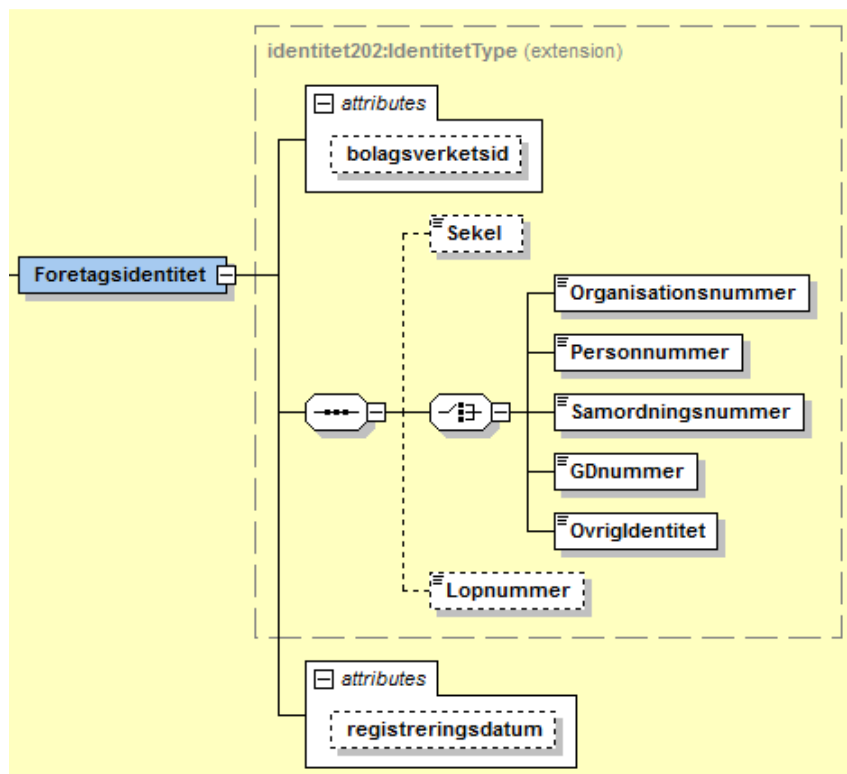 identitet202:IdentitetType (extension)
attributes
bolagsverketsid
Sekel
Foretagsidentitet
Organisationsnummer
Personnummer
Samordningsnummer
GDnummer
OvrigIdentitet
Lopnummer
attributes
registreringsdatum